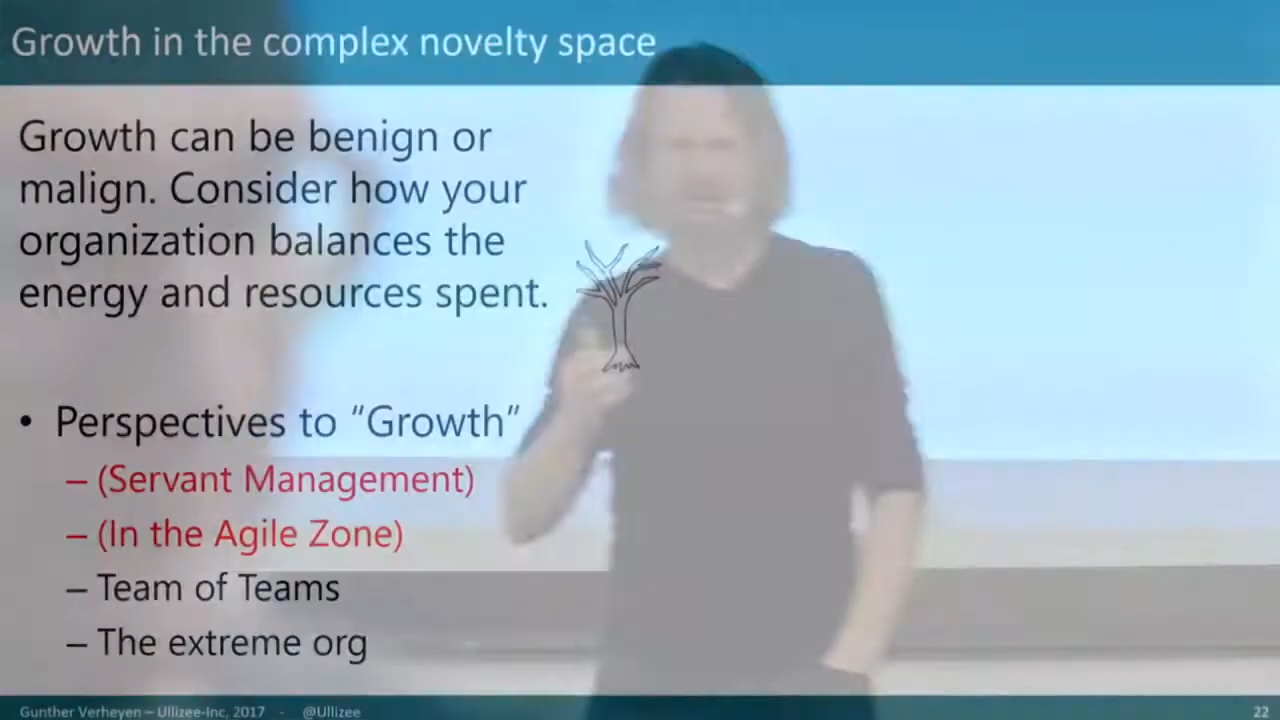 Growth in the complex novelty space
Growth can be benign or
malign. Consider how your
organization balances the
energy and resources spent.
• Perspectives to “Growth”
– (Servant Management)
– (In the Agile Zone)
– Team of Teams
– The extreme org
Gunther Verheyen – Ullizee-Inc, 2017 - @Ullizee
22